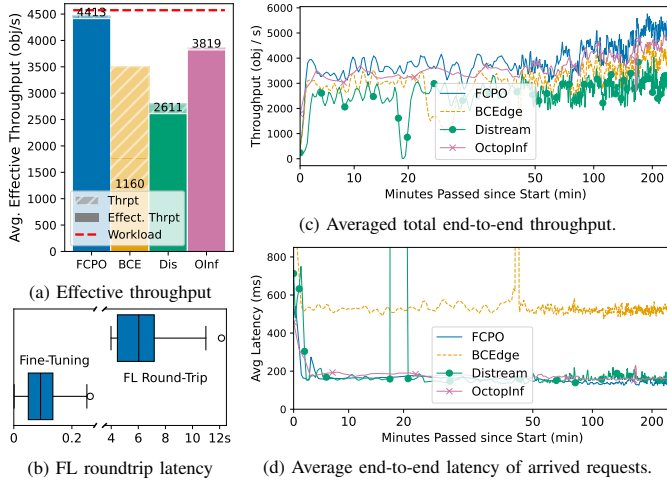 Avg. Effective Throughput (obj/s)
4500
4000
3500
3000
2500
2000
1500
1000
500
0
4413
1160
2611
3819
Thrpt
Effect. Thrpt
Workload
FCPO BCE Dis OInf
(a) Effective throughput
Fine-Tuning
FL Round-Trip
0 0.2 4 6 8 10 12s
(b) FL roundtrip latency
Throughput (obj / s)
6000
5000
4000
3000
2000
1000
0
FCPO
BCEdge
Distream
OctopInf
0 10 20 50 100 200
Minutes Passed since Start (min)
(c) Averaged total end-to-end throughput.
Avg Latency (ms)
800
600
400
200
0
FCPO
BCEdge
Distream
OctopInf
0 10 20 50 100 200
Minutes Passed since Start (min)
(d) Average end-to-end latency of arrived requests.